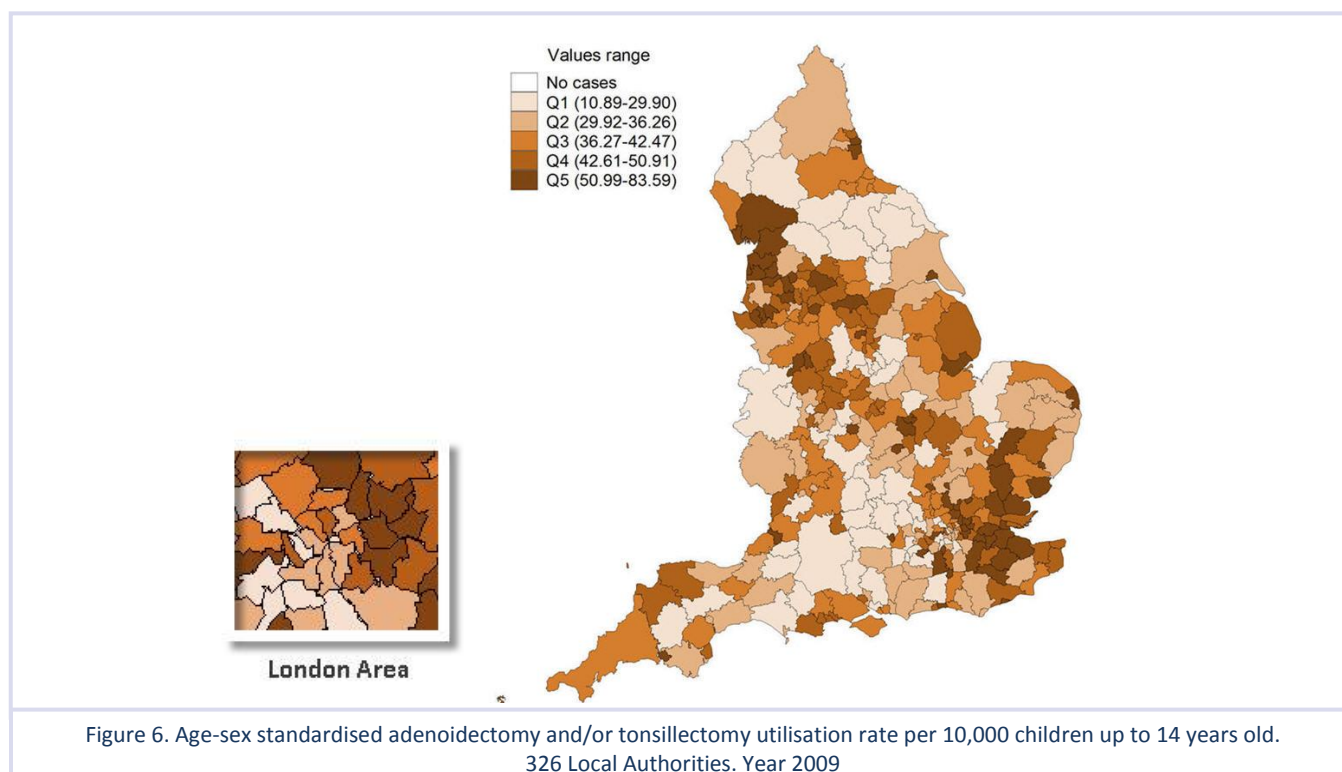 Values range
No cases
Q1 (10.89-29.90)
Q2 (29.92-36.26)
Q3 (36.27-42.47)
Q4 (42.61-50.91)
Q5 (50.99-83.59)
London Area
Figure 6. Age-sex standardised adenoidectomy and/or tonsillectomy utilisation rate per 10,000 children up to 14 years old.
326 Local Authorities. Year 2009